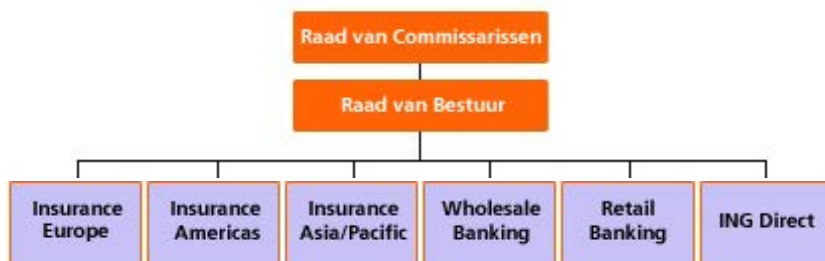 Raad van Commissarissen
Raad van Bestuur
Insurance
Europe
Insurance
Americas
Insurance
Asia/Pacific
Wholesale
Banking
Retail
Banking
ING Direct